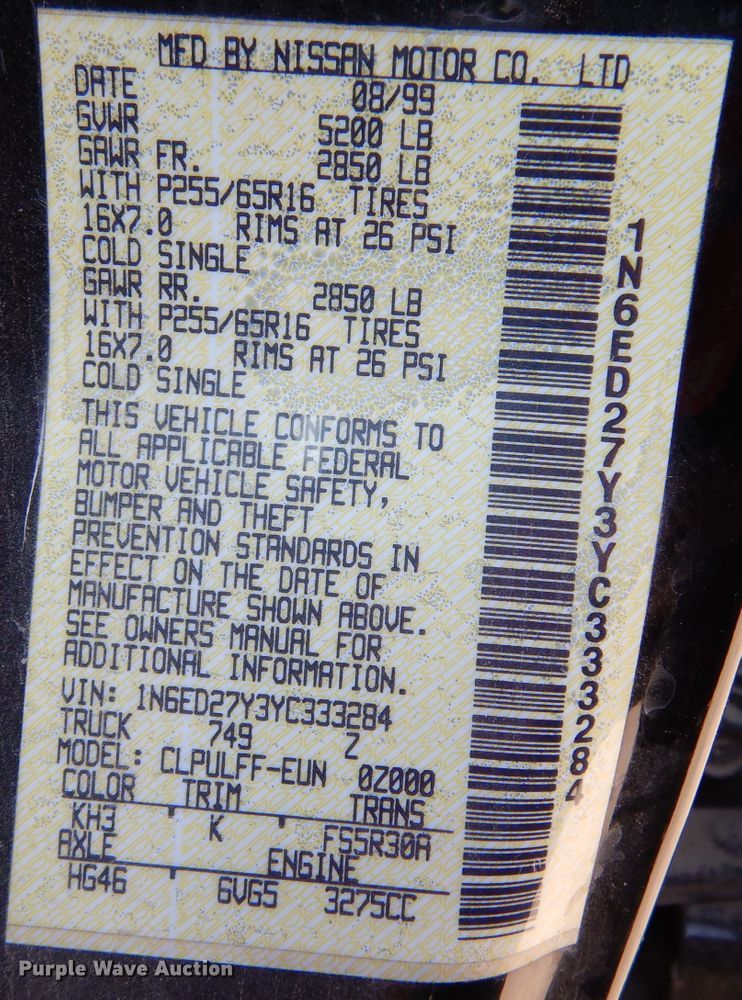 MFD BY NISSAN MOTOR CO. LTD
DATE 08/99
GVWR 5200 LB
GAWR FR. 2850 LB
WITH P255/65R16 TIRES
16X7.0 RIMS AT 26 PSI
COLD SINGLE
GAWR RR. 2850 LB
WITH P255/65R16 TIRES
16X7.0 RIMS AT 26 PSI
COLD SINGLE
THIS VEHICLE CONFORMS TO
ALL APPLICABLE FEDERAL
MOTOR VEHICLE SAFETY,
BUMPER AND THEFT
PREVENTION STANDARDS IN
EFFECT ON THE DATE OF
MANUFACTURE SHOWN ABOVE.
SEE OWNERS MANUAL FOR
ADDITIONAL INFORMATION.
VIN: 1N6ED27Y3YC333284
TRUCK 749 Z
MODEL: CLPULFF-EUN 0Z000
COLOR TRIM TRANS
KH3 K FS5R30A
AXLE ENGINE
HG46 6VG5 3275CC
1N6ED27Y3YC333284
Purple Wave Auction